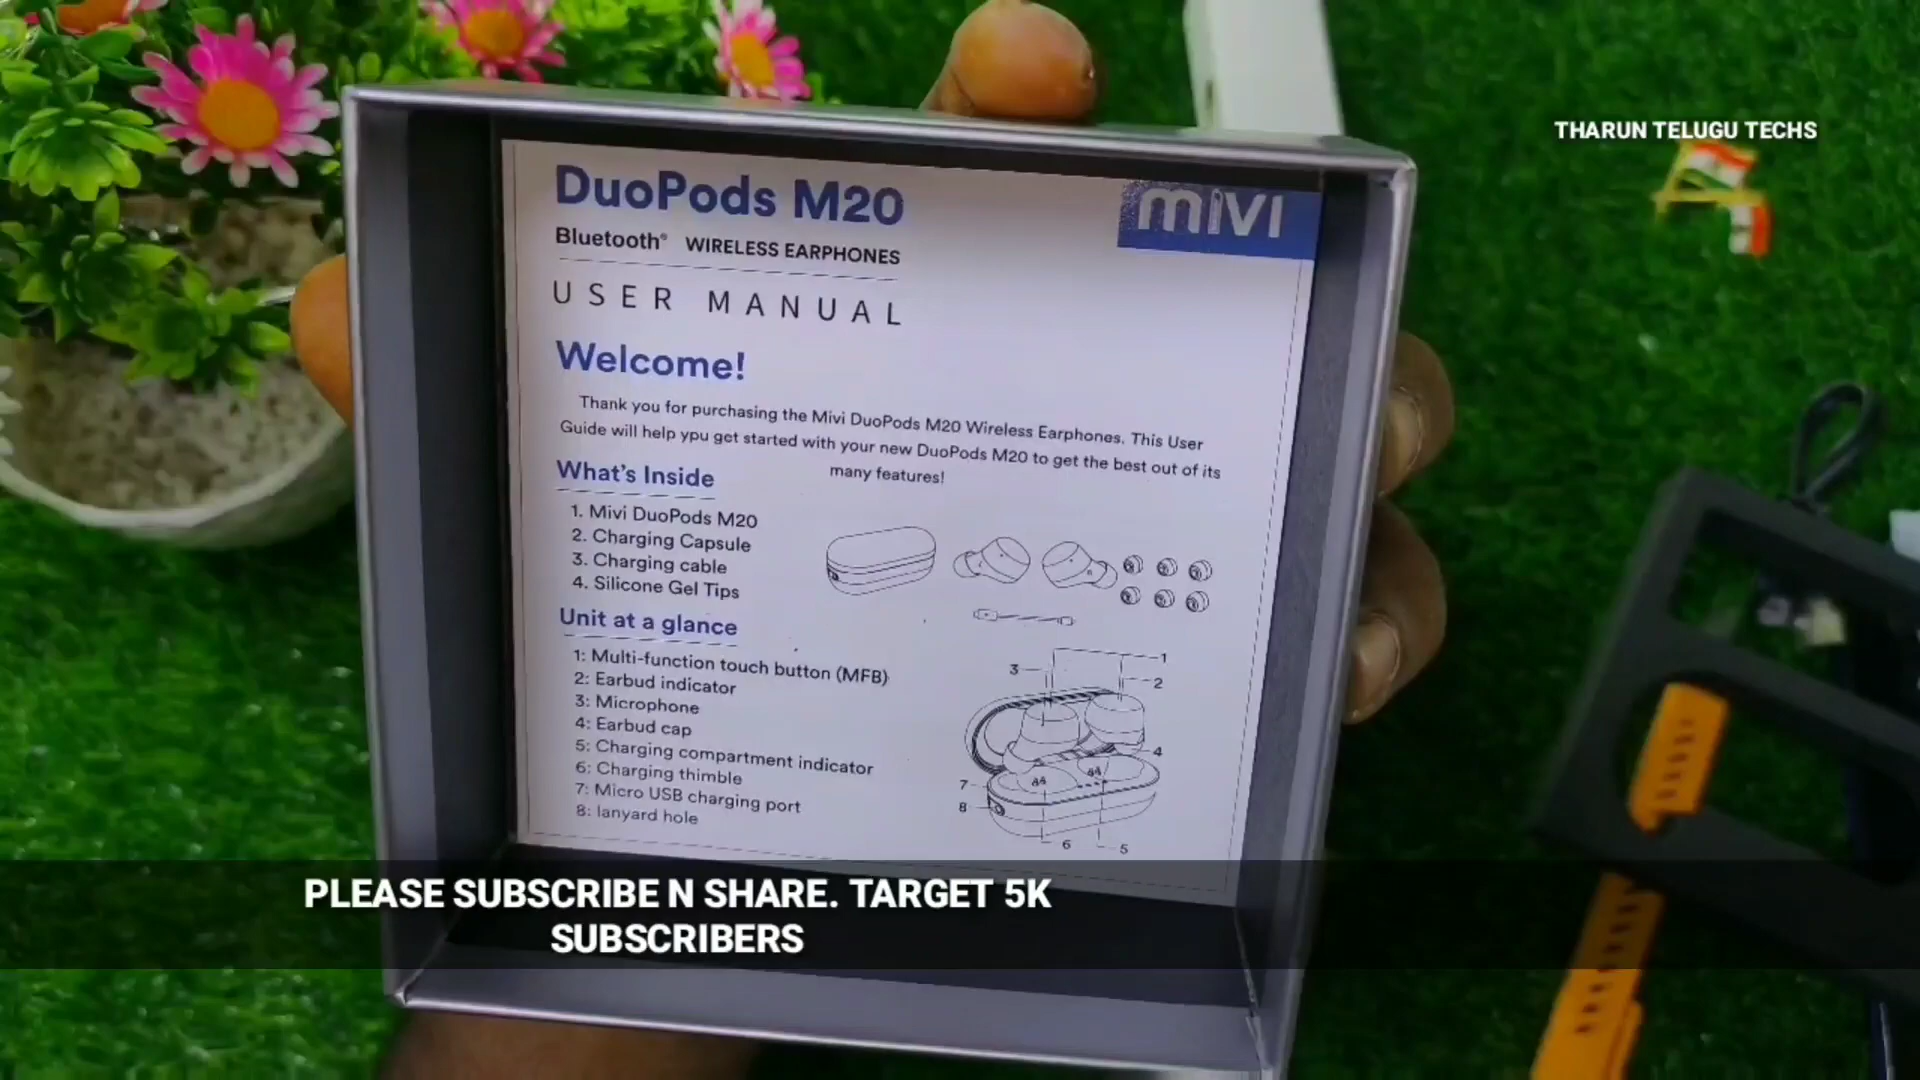 THARUN TELUGU TECHS
DuoPods M20
mivi
Bluetooth® WIRELESS EARPHONES
USER MANUAL
Welcome!
Thank you for purchasing the Mivi DuoPods M20 Wireless Earphones. This User
Guide will help ypu get started with your new DuoPods M20 to get the best out of its
many features!
What's Inside
1. Mivi DuoPods M20
2. Charging Capsule
3. Charging cable
4. Silicone Gel Tips
Unit at a glance
1: Multi-function touch button (MFB)
2: Earbud indicator
3: Microphone
4: Earbud cap
5: Charging compartment indicator
6: Charging thimble
7: Micro USB charging port
8: lanyard hole
1
3
2
4
7
8
6
5
PLEASE SUBSCRIBE N SHARE. TARGET 5K
SUBSCRIBERS